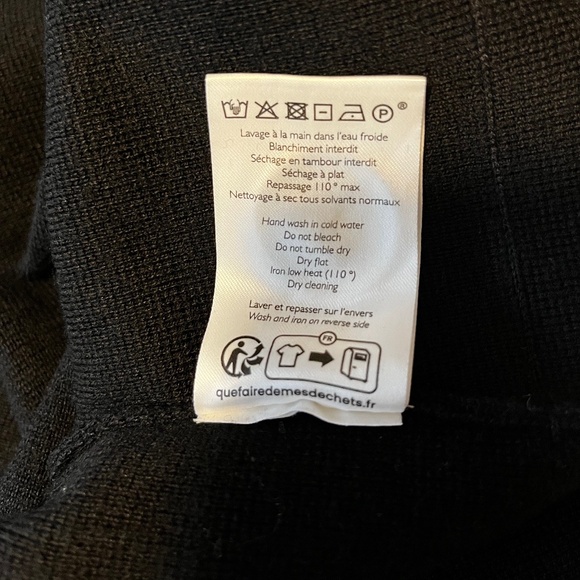 P ®
Lavage à la main dans l'eau froide
Blanchiment interdit
Séchage en tambour interdit
Séchage à plat
Repassage 110° max
Nettoyage à sec tous solvants normaux
Hand wash in cold water
Do not bleach
Do not tumble dry
Dry flat
Iron low heat (110°)
Dry cleaning
Laver et repasser sur l'envers
Wash and iron on reverse side
FR
quefairedemesdechets.fr